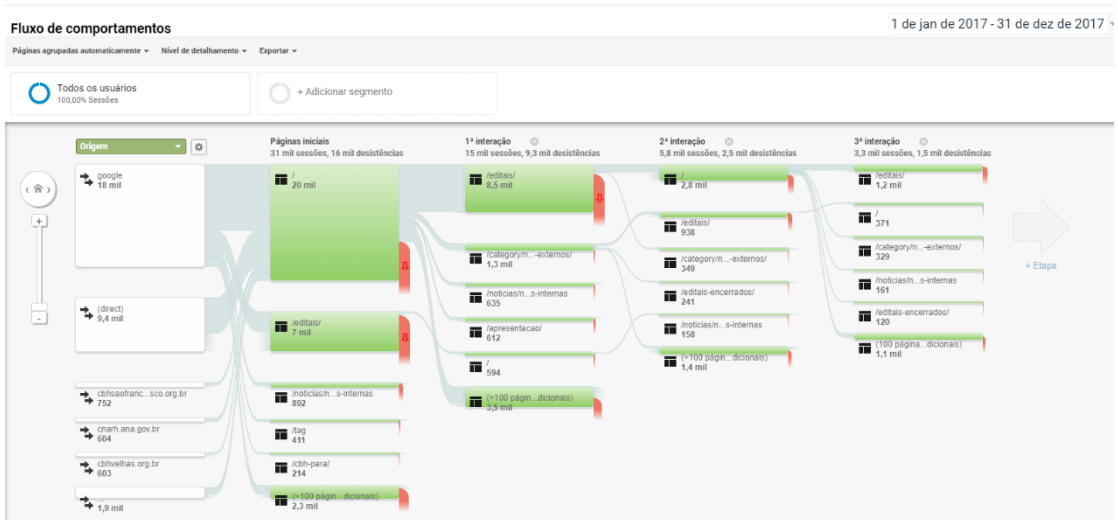 Fluxo de comportamentos
1 de jan de 2017 - 31 de dez de 2017
Páginas agrupadas automaticamente Nível de detalhamento Exportar
Todos os usuários
100,00% Sessões
+ Adicionar segmento
Origem
google
18 mil
(direct)
9,4 mil
cbhsaofranc...sco.org.br
752
cnarh.ana.gov.br
604
cbhvelhas.org.br
603
...
1,9 mil
Páginas iniciais
31 mil sessões, 16 mil desistências
/
20 mil
/editais/
7 mil
/noticias/n...s-internas
892
/tag
411
/cbh-para/
214
(>100 págin...dicionais)
2,3 mil
1ª interação
15 mil sessões, 9,3 mil desistências
/editais/
8,5 mil
/category/n...-externos/
1,3 mil
/noticias/n...s-internas
635
/apresentacao/
612
/
594
(>100 págin...dicionais)
3,5 mil
2ª interação
5,8 mil sessões, 2,5 mil desistências
/
2,8 mil
/editais/
938
/category/n...-externos/
349
/editais-encerrados/
241
/noticias/n...s-internas
158
(>100 págin...dicionais)
1,4 mil
3ª interação
3,3 mil sessões, 1,5 mil desistências
/editais/
1,2 mil
/
371
/category/n...-externos/
329
/noticias/n...s-internas
161
/editais-encerrados/
120
(100 página...dicionais)
1,1 mil
+ Etapa